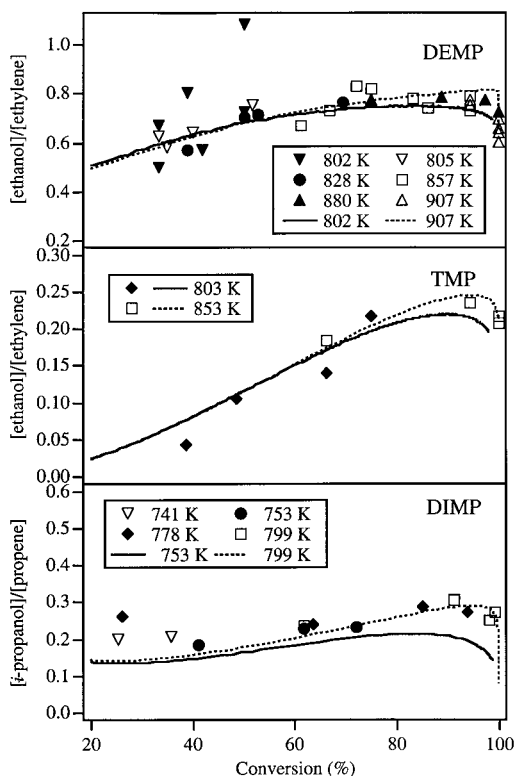 DEMP
1.0
0.8
0.6
0.4
0.2
[ethanol]/[ethylene]
802 K 805 K
828 K 857 K
880 K 907 K
802 K 907 K
TMP
0.30
0.25
0.20
0.15
0.10
0.05
0.00
[ethanol]/[ethylene]
803 K
853 K
DIMP
0.6
0.5
0.4
0.3
0.2
0.1
0.0
[i-propanol]/[propene]
741 K 753 K
778 K 799 K
753 K 799 K
20 40 60 80 100
Conversion (%)